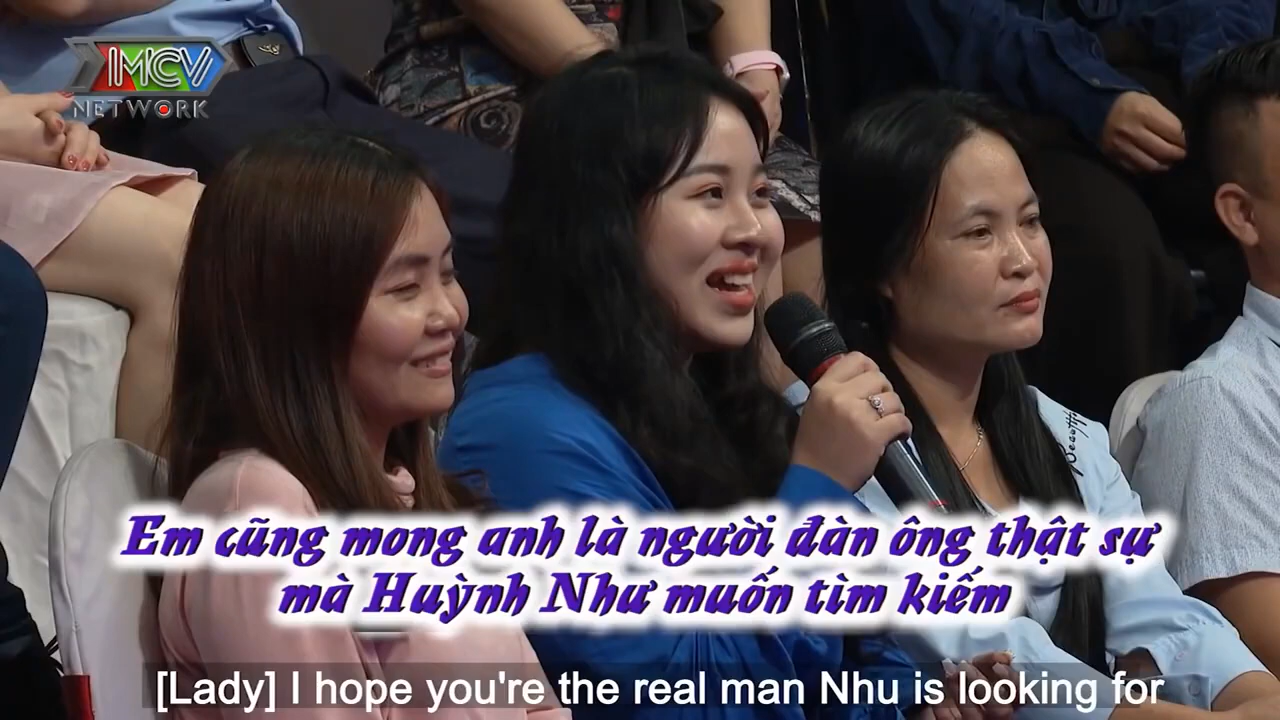 MCV
NETWORK
Beautiful
Em cũng mong anh là người đàn ông thật sự
mà Huỳnh Như muốn tìm kiếm
[Lady] I hope you're the real man Nhu is looking for